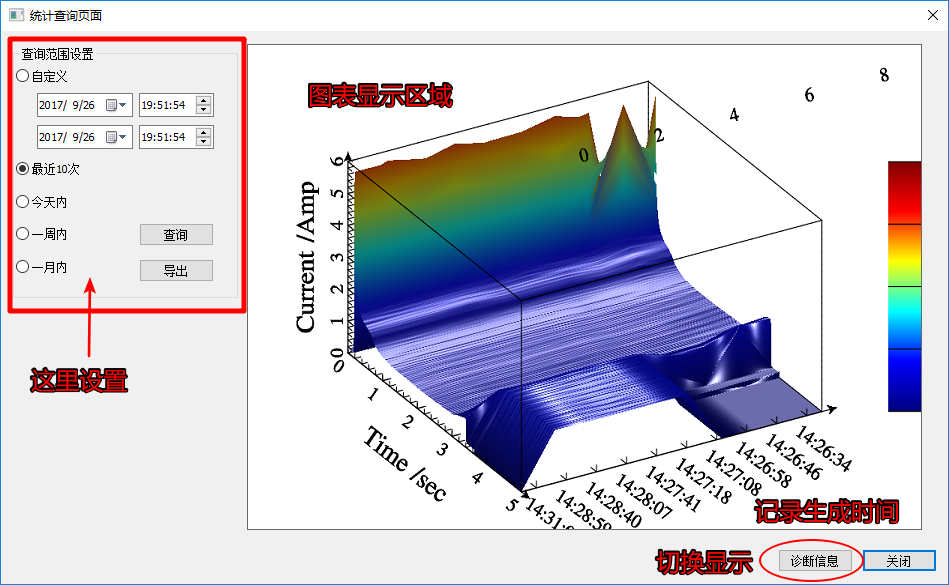 统计查询页面
查询范围设置
自定义
2017/ 9/26 19:51:54
2017/ 9/26 19:51:54
最近10次
今天内
一周内 查询
一月内 导出
这里设置
图表显示区域
8
6
4
2
0
Current /Amp
6
5
4
3
2
1
0
0
1
2
3
4
5
Time /sec
14:26:34
14:26:46
14:26:58
14:27:08
14:27:18
14:27:41
14:28:07
14:28:40
14:28:59
14:31:0
记录生成时间
切换显示 诊断信息 关闭